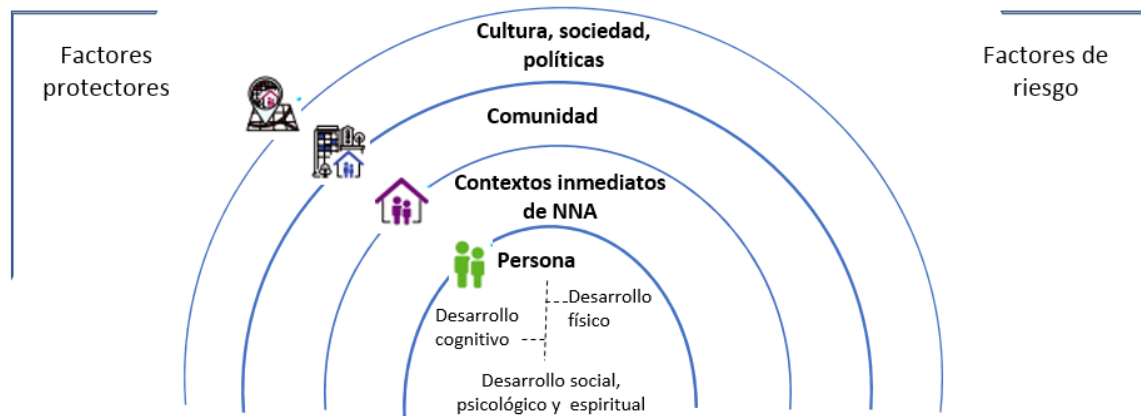 Factores
protectores
Cultura, sociedad,
políticas
Factores de
riesgo
Comunidad
Contextos inmediatos
de NNA
Persona
Desarrollo
físico
Desarrollo
cognitivo
Desarrollo social,
psicológico y espiritual